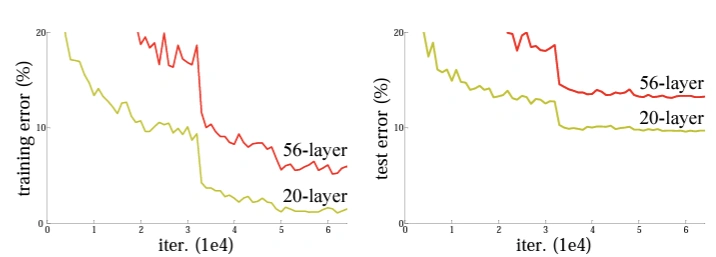 training error (%)
20
10
0
0 1 2 3 4 5 6
iter. (1e4)
56-layer
20-layer
test error (%)
20
10
0
0 1 2 3 4 5 6
iter. (1e4)
56-layer
20-layer